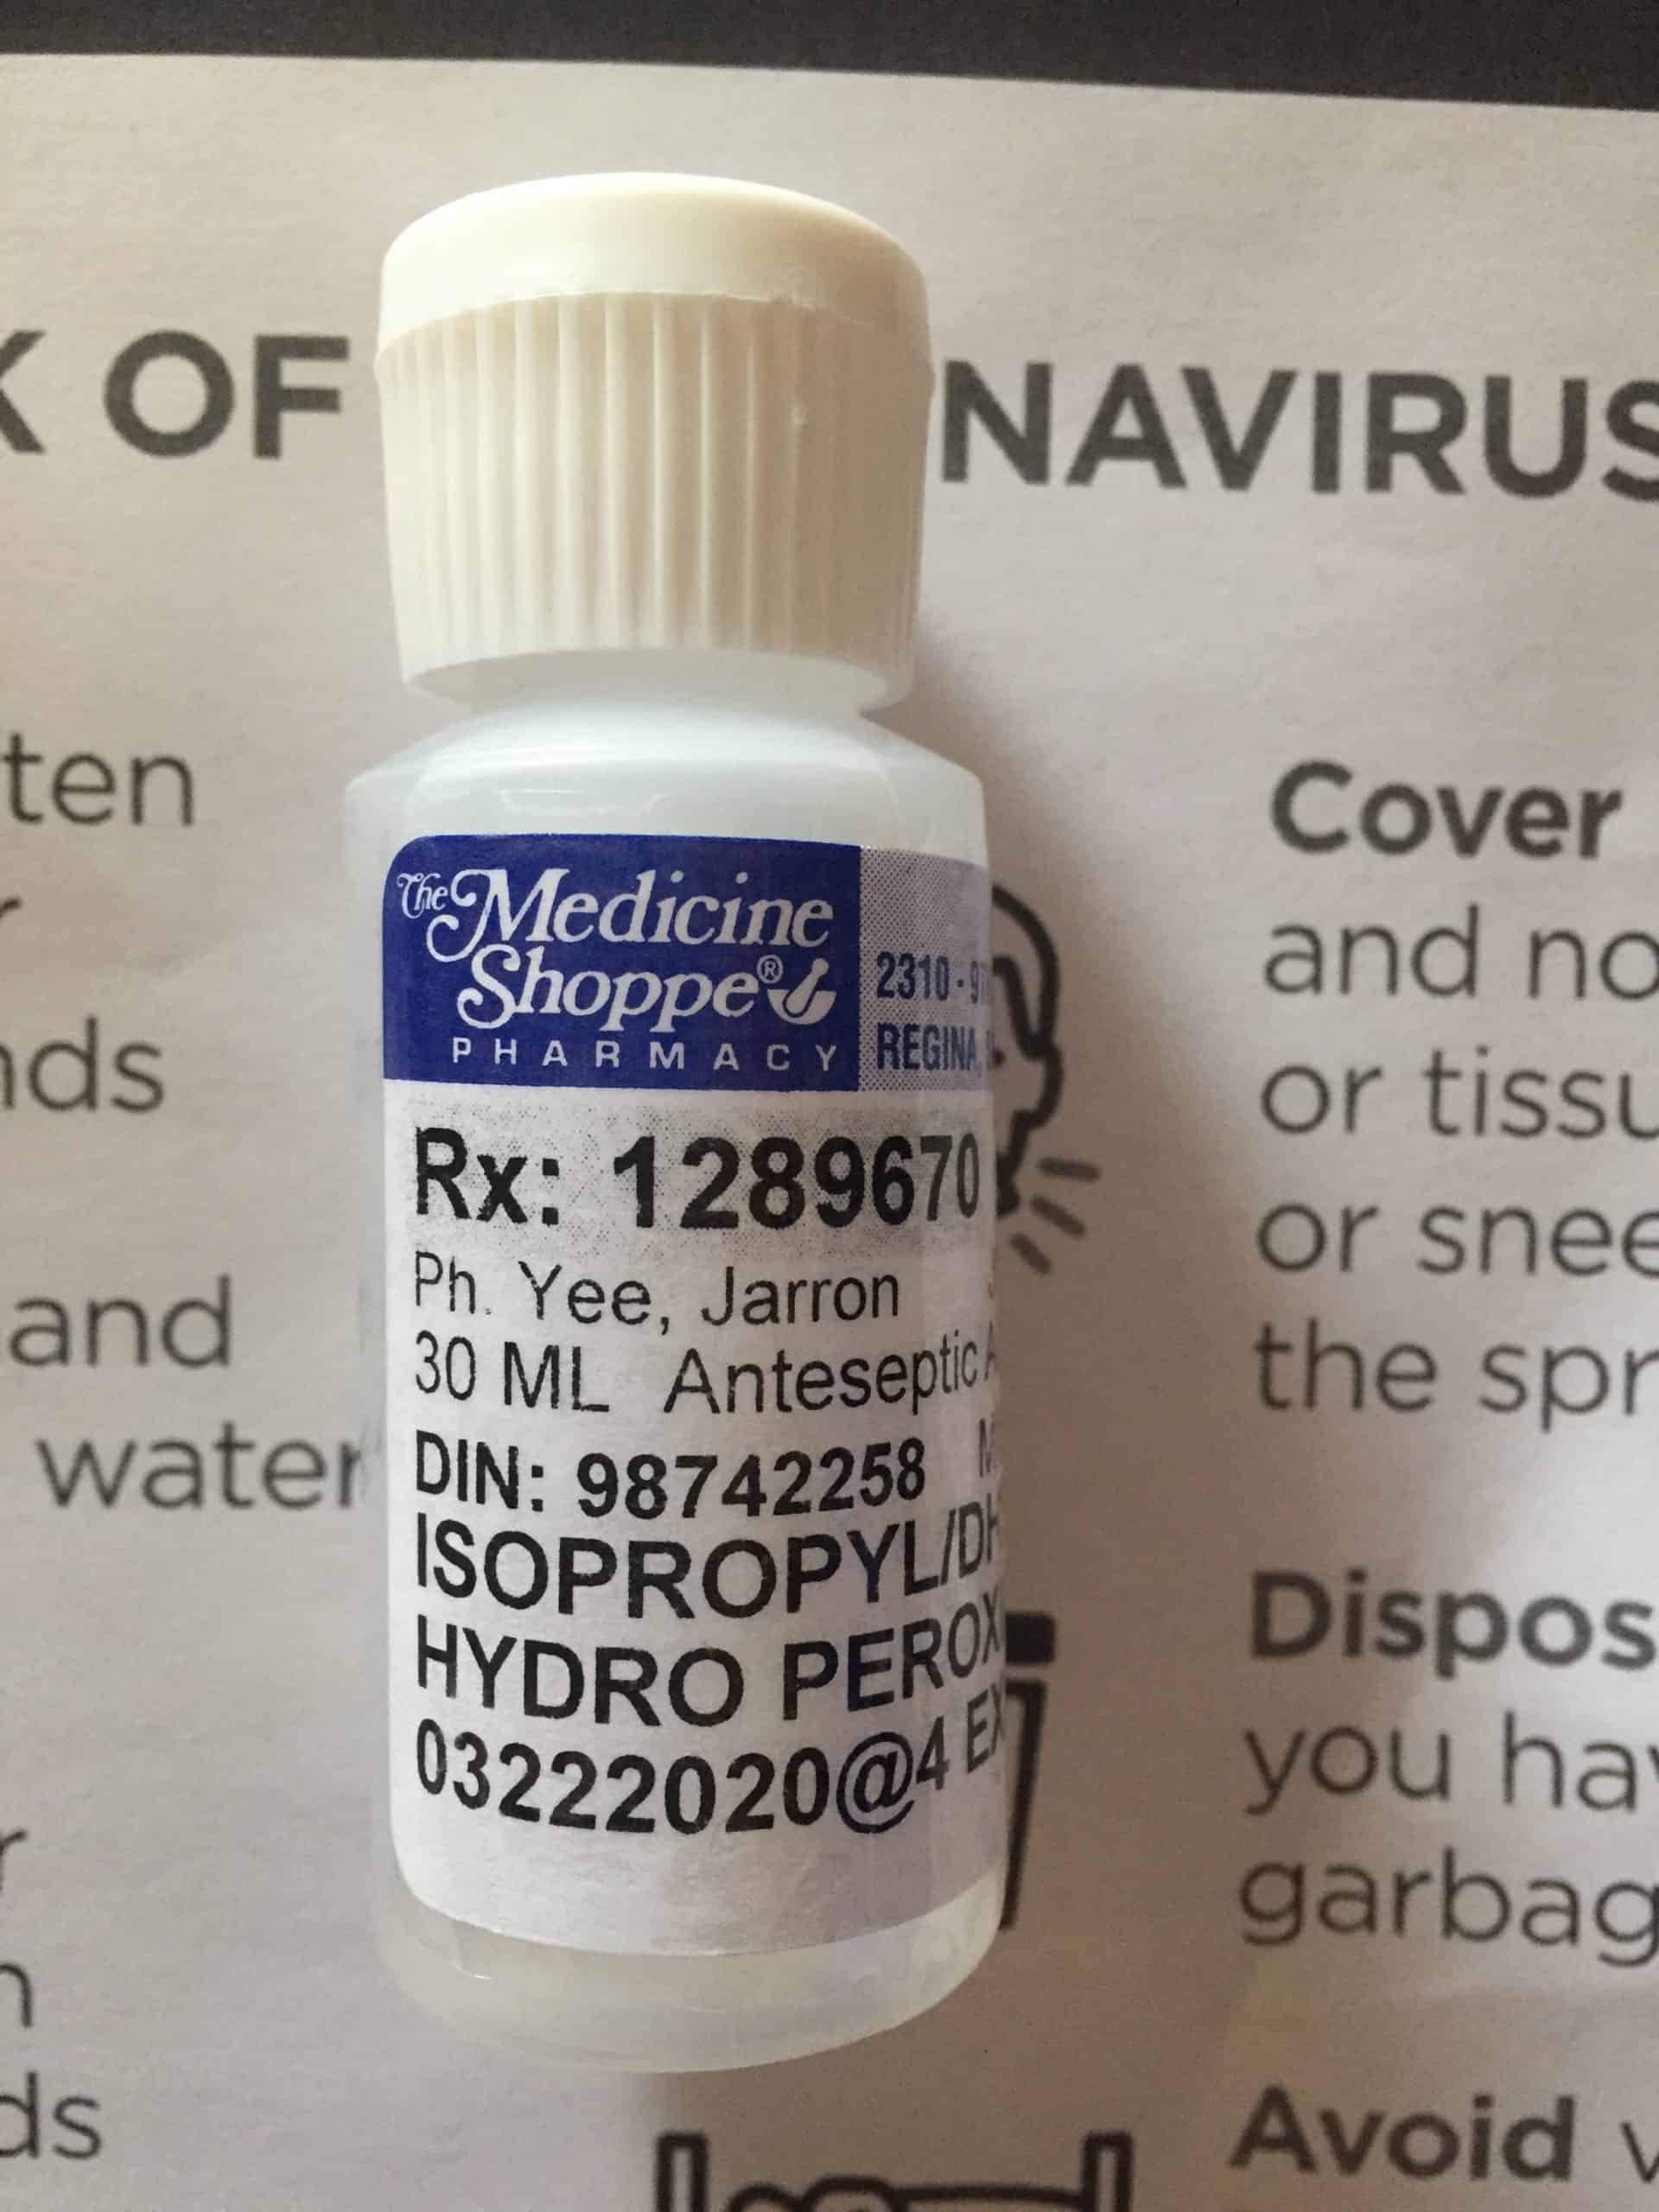 K OF
NAVIRUS
ten
nds
and
water
ds
The Medicine
Shoppe®
PHARMACY
2310 - 9
REGINA,
Rx: 1289670
Ph. Yee, Jarron
30 ML Anteseptic
DIN: 98742258
ISOPROPYL/DH
HYDRO PEROX
03222020@4 EX
Cover
and no
or tissu
or snee
the spr
Dispos
you hav
garbag
Avoid